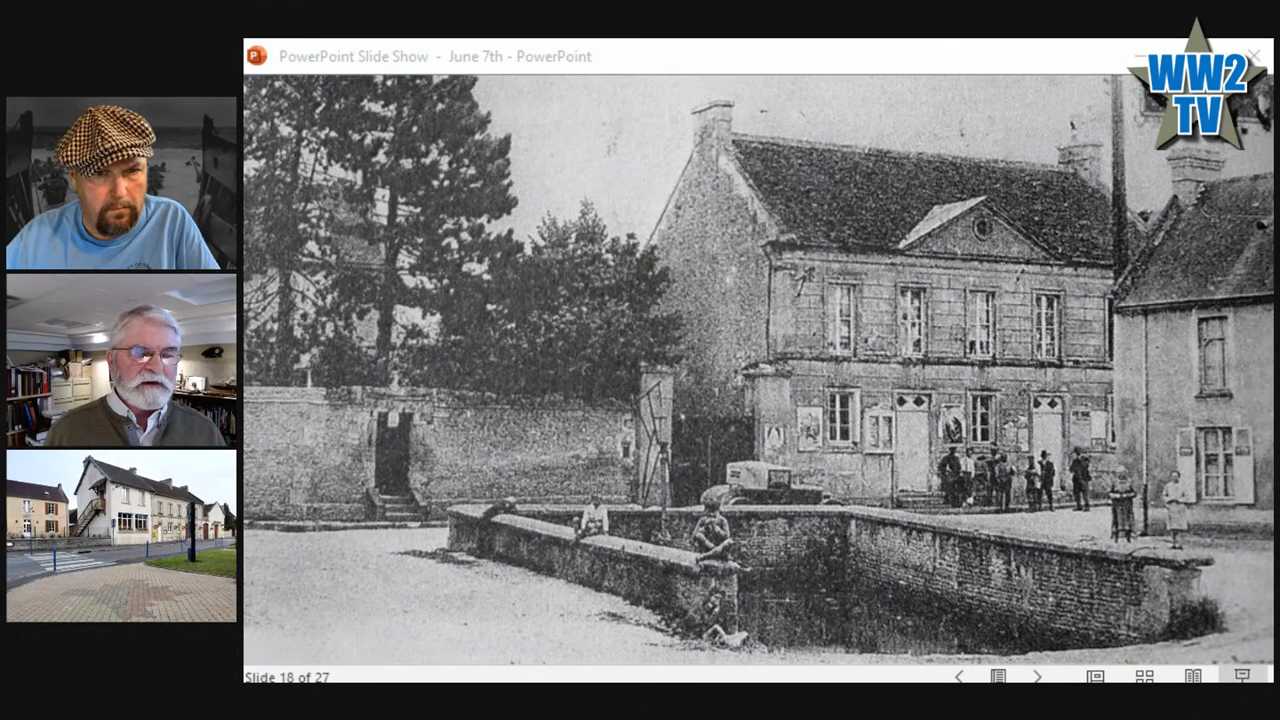 PowerPoint Slide Show - June 7th - PowerPoint
WW2
TV
Slide 18 of 27